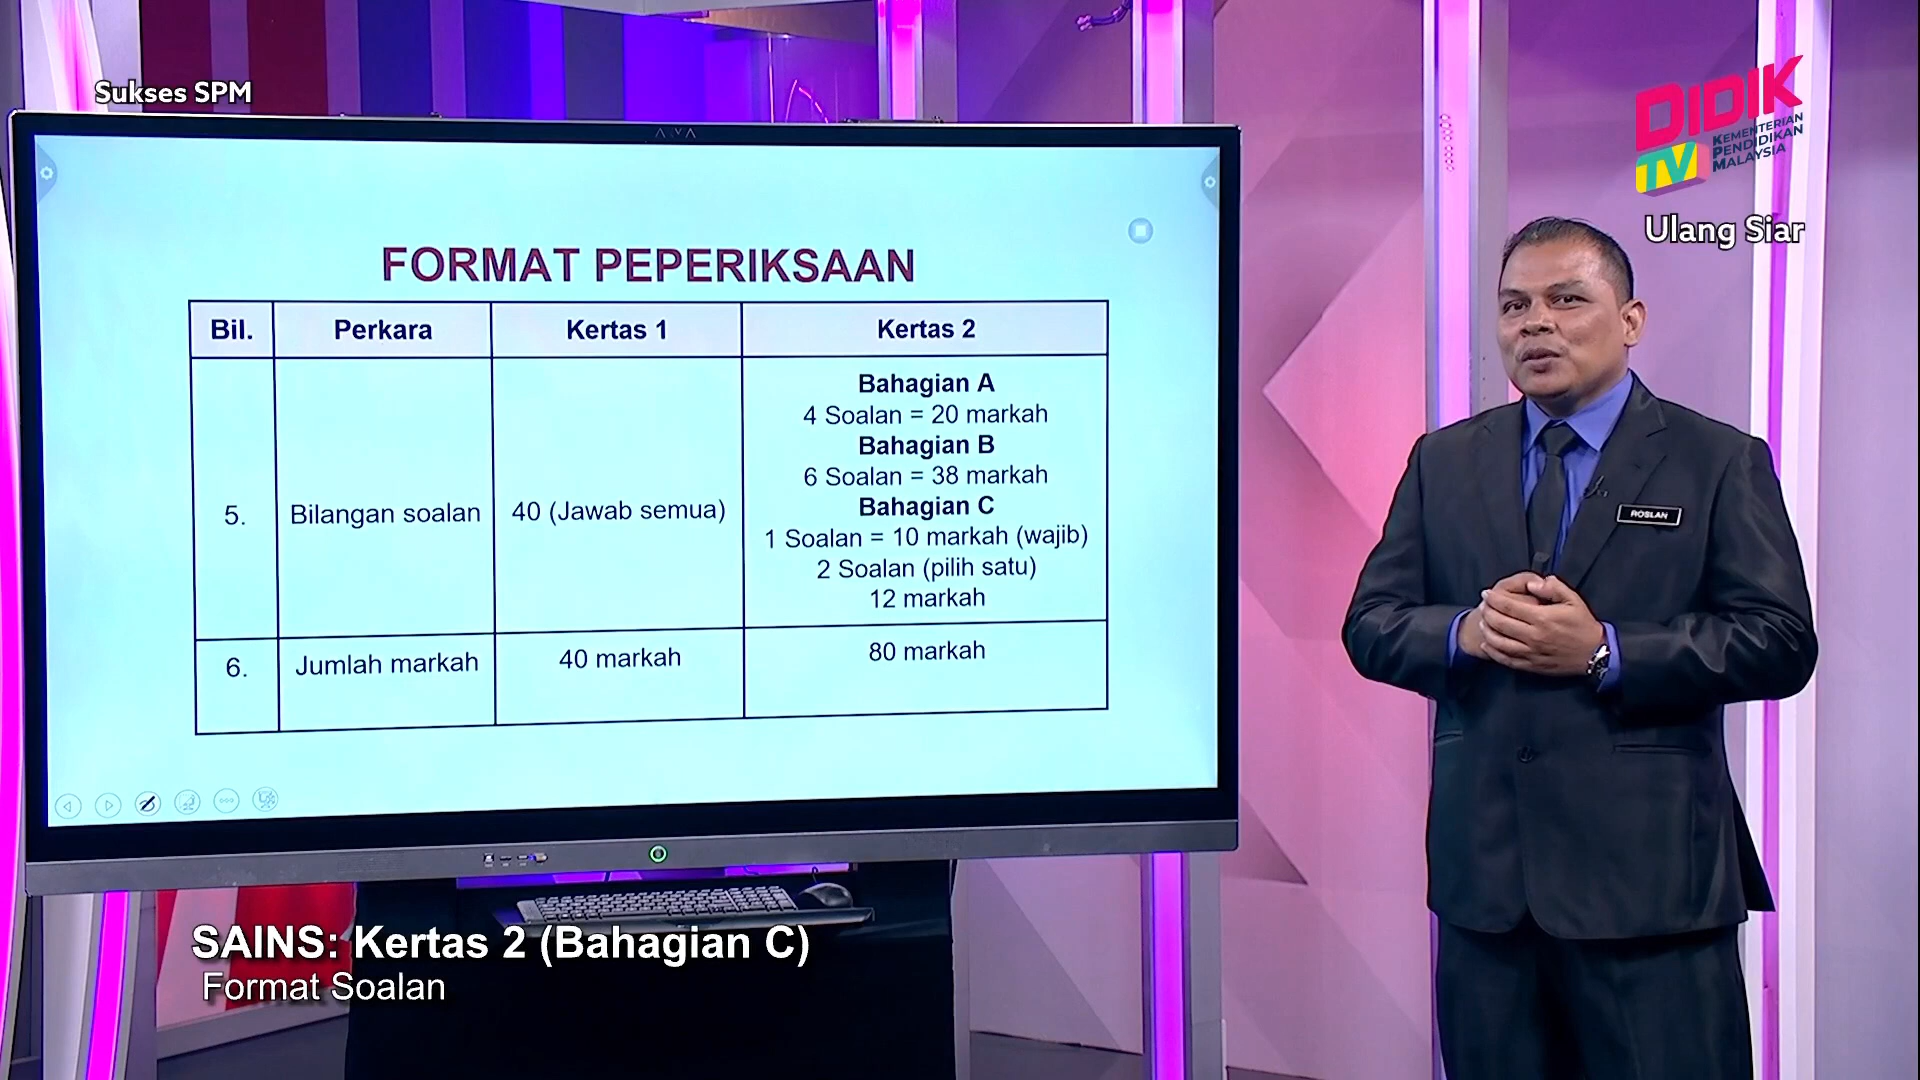 Sukses SPM
DIDIK
TV
KEMENTERIAN
PENDIDIKAN
MALAYSIA
Ulang Siar
FORMAT PEPERIKSAAN
Bil. Perkara Kertas 1 Kertas 2
Bahagian A
4 Soalan = 20 markah
Bahagian B
6 Soalan = 38 markah
Bahagian C
5. Bilangan soalan 40 (Jawab semua)
1 Soalan = 10 markah (wajib)
2 Soalan (pilih satu)
12 markah
6. Jumlah markah 40 markah 80 markah
ROSLAN
SAINS: Kertas 2 (Bahagian C)
Format Soalan